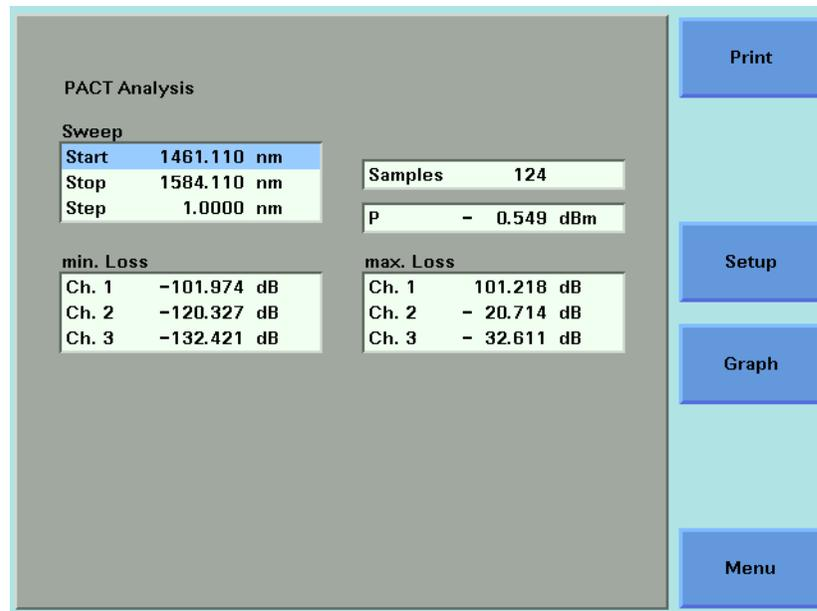 PACT Analysis
Sweep
Start 1461.110 nm
Stop 1584.110 nm
Step 1.0000 nm
Samples 124
P - 0.549 dBm
min. Loss
Ch. 1 -101.974 dB
Ch. 2 -120.327 dB
Ch. 3 -132.421 dB
max. Loss
Ch. 1 101.218 dB
Ch. 2 - 20.714 dB
Ch. 3 - 32.611 dB
Print
Setup
Graph
Menu